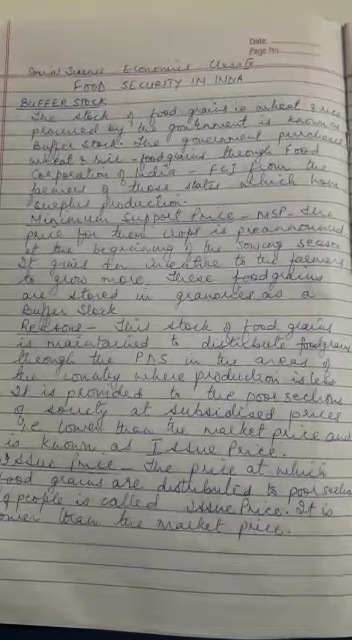 Date
Page No.
Social Science Economics Class IX
FOOD SECURITY IN INDIA
BUFFER STOCK
The stock of food grains ie wheat & rice
procured by the government is known as
Buffer stock. The government purchases
wheat & rice - foodgrains through Food
Corporation of India - FCI from the
farmers of those states which have
surplus production.
Minimum Support Price - MSP - The
price for their crops is preannounced
at the beginning of the sowing season
It gives an incentive to the farmers
to grow more. These foodgrains
are stored in granaries as a
Buffer Stock
Reasons - This stock of food grains
is maintained to distribute foodgrains
through the PDS in the areas of
the country where production is less
It is provided to the poor sections
of society at subsidised prices
i.e lower than the market price and
is known as Issue Price.
Issue Price - The price at which
food grains are distributed to poor section
of people is called Issue Price. It is
lower than the market price.